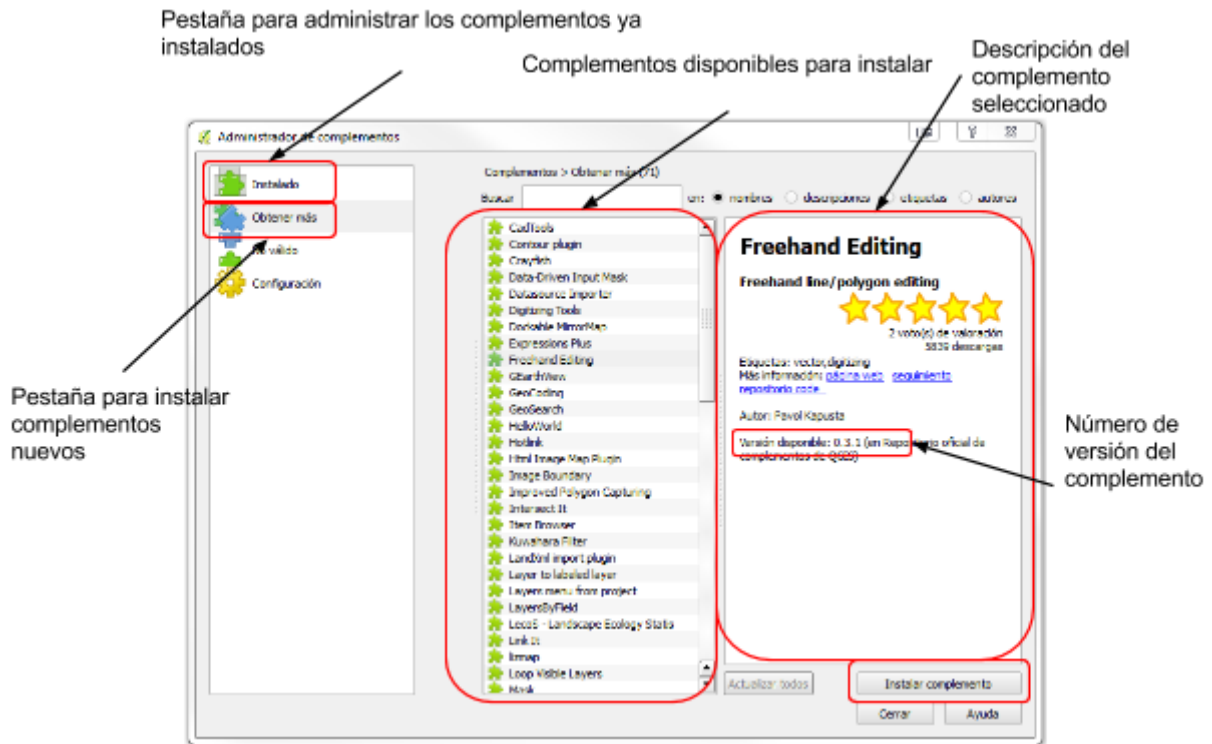 Pestaña para administrar los complementos ya
instalados
Complementos disponibles para instalar
Descripción del
complemento
seleccionado
Administrador de complementos
Instalado
Obtener más
No válido
Configuración
Complementos > Obtener más (71)
Buscar
en: nombres descripciones etiquetas autores
CadTools
Contour plugin
Crayfish
Data-Driven Input Mask
Datasource Importer
Digitizing Tools
Dockable MirrorMap
Expressions Plus
Freehand Editing
GEarthView
GeoCoding
GeoSearch
HelloWorld
Hotlink
Html Image Map Plugin
Image Boundary
Improved Polygon Capturing
Intersect It
Item Browser
Kuwahara Filter
LandXml import plugin
Layer to labeled layer
Layers menu from project
LayersByField
LecoS - Landscape Ecology Statis
Link It
lizmap
Loop Visible Layers
Mask
Freehand Editing
Freehand line/polygon editing
2 voto(s) de valoración
5839 descargas
Etiquetas: vector,digitizing
Más información: página web seguimiento
repositorio code
Autor: Pavol Kapusta
Versión disponible: 0.3.1 (en Repositorio oficial de
complementos de QGIS)
Actualizar todos
Instalar complemento
Cerrar
Ayuda
Pestaña para instalar
complementos
nuevos
Número de
versión del
complemento